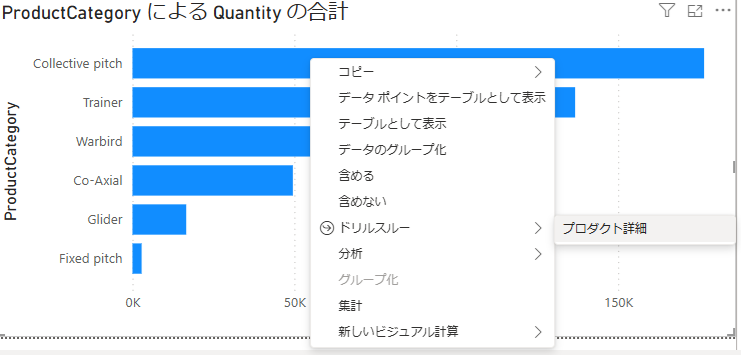 ProductCategory による Quantity の合計
ProductCategory
Collective pitch
Trainer
Warbird
Co-Axial
Glider
Fixed pitch
0K
50K
150K
コピー
データ ポイントをテーブルとして表示
テーブルとして表示
データのグループ化
含める
含めない
ドリルスルー
プロダクト詳細
分析
グループ化
集計
新しいビジュアル計算